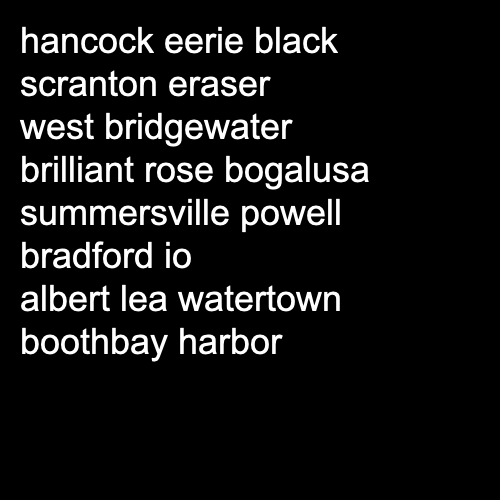 hancock eerie black
scranton eraser
west bridgewater
brilliant rose bogalusa
summersville powell
bradford io
albert lea watertown
boothbay harbor